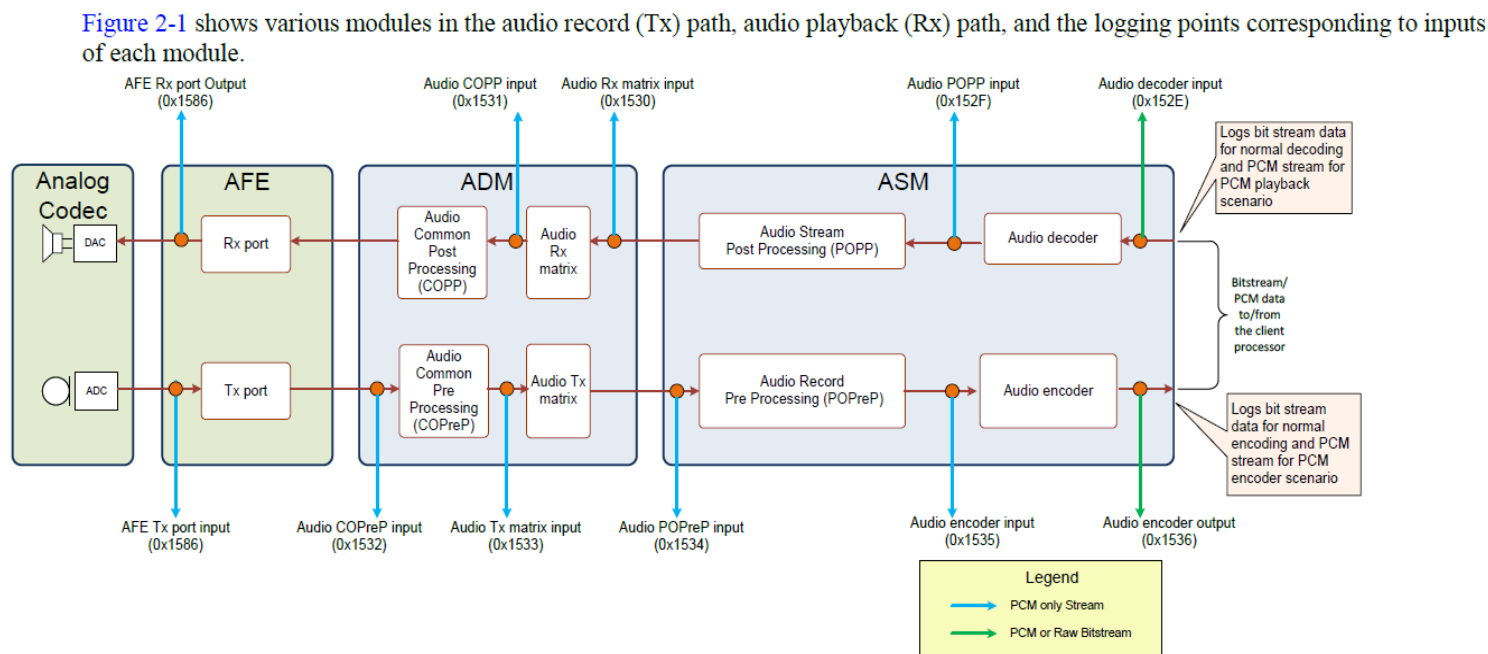 Figure 2-1 shows various modules in the audio record (Tx) path, audio playback (Rx) path, and the logging points corresponding to inputs
of each module.
AFE Rx port Output
(0x1586)
Audio COPP input
(0x1531)
Audio Rx matrix input
(0x1530)
Audio POPP input
(0x152F)
Audio decoder input
(0x152E)
Logs bit stream data
for normal decoding
and PCM stream for
PCM playback
scenario
Analog
Codec
AFE
ADM
ASM
DAC
Rx port
Audio
Common
Post
Processing
(COPP)
Audio
Rx
matrix
Audio Stream
Post Processing (POPP)
Audio decoder
Bitstream/
PCM data
to/from
the client
processor
ADC
Tx port
Audio
Common
Pre
Processing
(COPreP)
Audio Tx
matrix
Audio Record
Pre Processing (POPreP)
Audio encoder
Logs bit stream
data for normal
encoding and PCM
stream for PCM
encoder scenario
AFE Tx port input
(0x1586)
Audio COPreP input
(0x1532)
Audio Tx matrix input
(0x1533)
Audio POPreP input
(0x1534)
Audio encoder input
(0x1535)
Audio encoder output
(0x1536)
Legend
PCM only Stream
PCM or Raw Bitstream